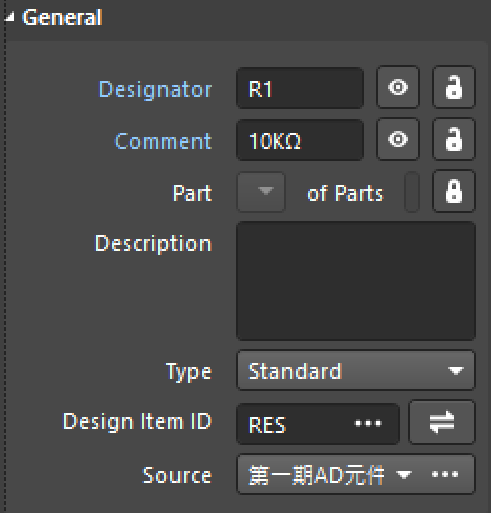 General
Designator R1
Comment 10KΩ
Part of Parts
Description
Type Standard
Design Item ID RES ...
Source 第一期AD元件 ...